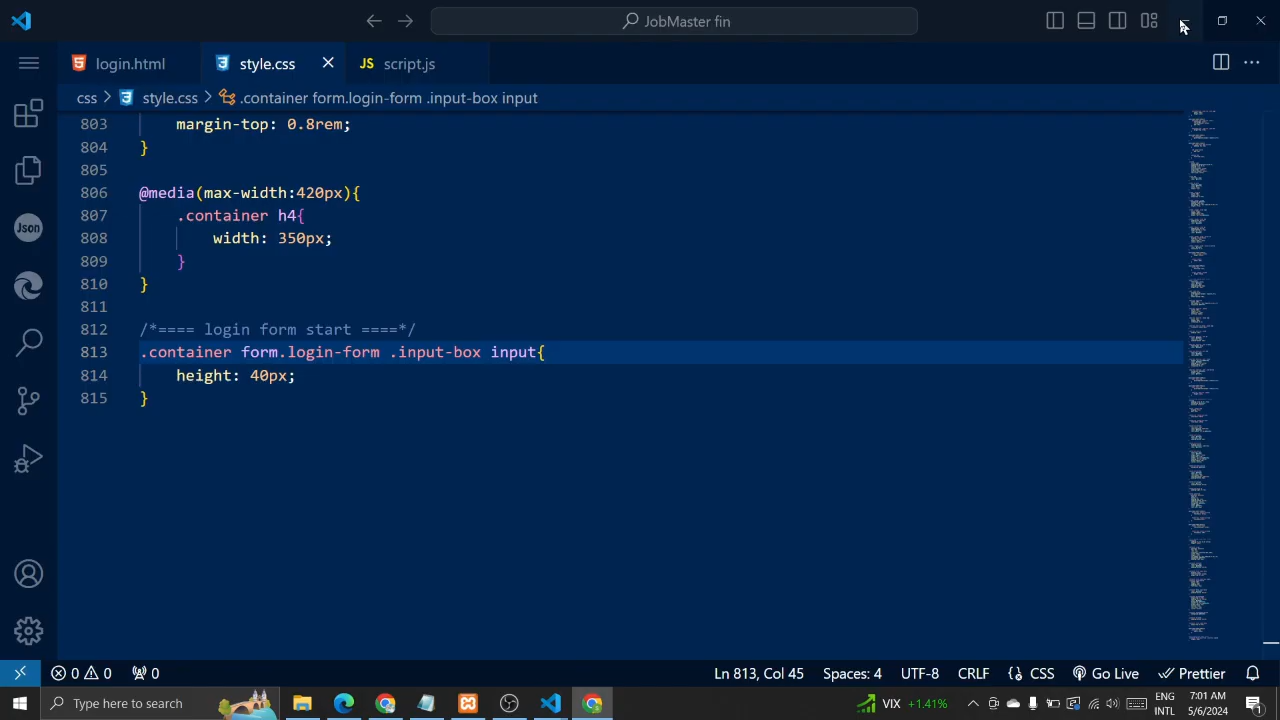 JobMaster fin
login.html
style.css
JS script.js
css > style.css > .container form.login-form .input-box input
803 margin-top: 0.8rem;
804 }
805
806 @media(max-width:420px){
807 .container h4{
808 width: 350px;
809 }
810 }
811
812 /*==== login form start ====*/
813 .container form.login-form .input-box input{
814 height: 40px;
815 }
Json
0 0 0
Ln 813, Col 45
Spaces: 4
UTF-8
CRLF
CSS
Go Live
Prettier
Type here to search
VIX +1.41%
ENG
INTL
7:01 AM
5/6/2024